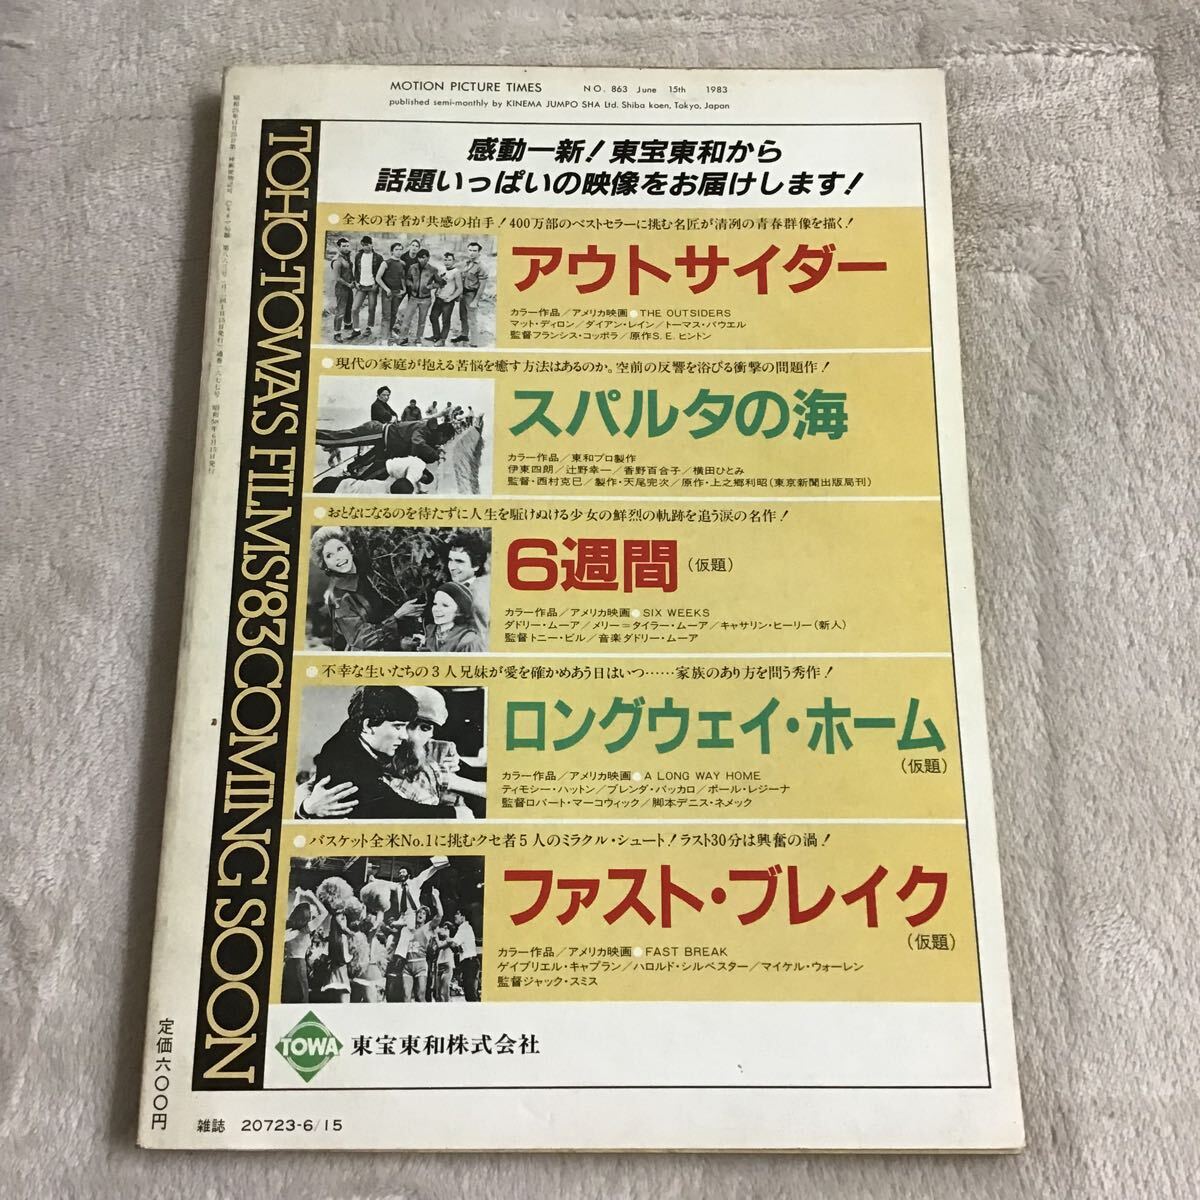 MOTION PICTURE TIMES NO. 863 June 15th 1983
published semi-monthly by KINEMA JUMPO SHA Ltd. Shiba koen, Tokyo, Japan
TOHO-TOWA'S FILMS '83 COMING SOON
感動一新!東宝東和から
話題いっぱいの映像をお届けします!
●全米の若者が共感の拍手!400万部のベストセラーに挑む名匠が清冽の青春群像を描く!
アウトサイダー
カラー作品/アメリカ映画●THE OUTSIDERS
マット・ディロン/ダイアン・レイン/トーマス・ハウエル
監督フランシス・コッポラ/原作S.E.ヒントン
●現代の家庭が抱える苦悩を癒す方法はあるのか。空前の反響を浴びる衝撃の問題作!
スパルタの海
カラー作品/東和プロ製作
伊東四朗/辻野幸一/香野百合子/横田ひとみ
監督・西村克已/製作・天尾完次/原作・上之郷利昭(東京新聞出版局刊)
●おとなになるのを待たずに人生を駈けぬける少女の鮮烈の軌跡を追う涙の名作!
6週間(仮題)
カラー作品/アメリカ映画●SIX WEEKS
ダドリー・ムーア/メリー=タイラー・ムーア/キャサリン・ヒーリー(新人)
監督トニー・ビル/音楽ダドリー・ムーア
●不幸な生いたちの3人兄妹が愛を確かめあう日はいつ……家族のあり方を問う秀作!
ロングウェイ・ホーム
(仮題)
カラー作品/アメリカ映画●A LONG WAY HOME
ティモシー・ハットン/ブレンダ・バッカロ/ポール・レジーナ
監督ロバート・マーコウィック/脚本デニス・ネメック
●バスケット全米No.1に挑むクセ者5人のミラクル・シュート!ラスト30分は興奮の渦!
ファスト・ブレイク
(仮題)
カラー作品/アメリカ映画●FAST BREAK
ゲイブリエル・キャプラン/ハロルド・シルベスター/マイケル・ウォーレン
監督ジャック・スミス
TOWA 東宝東和株式会社
定価六〇〇円
雑誌 20723-6/15